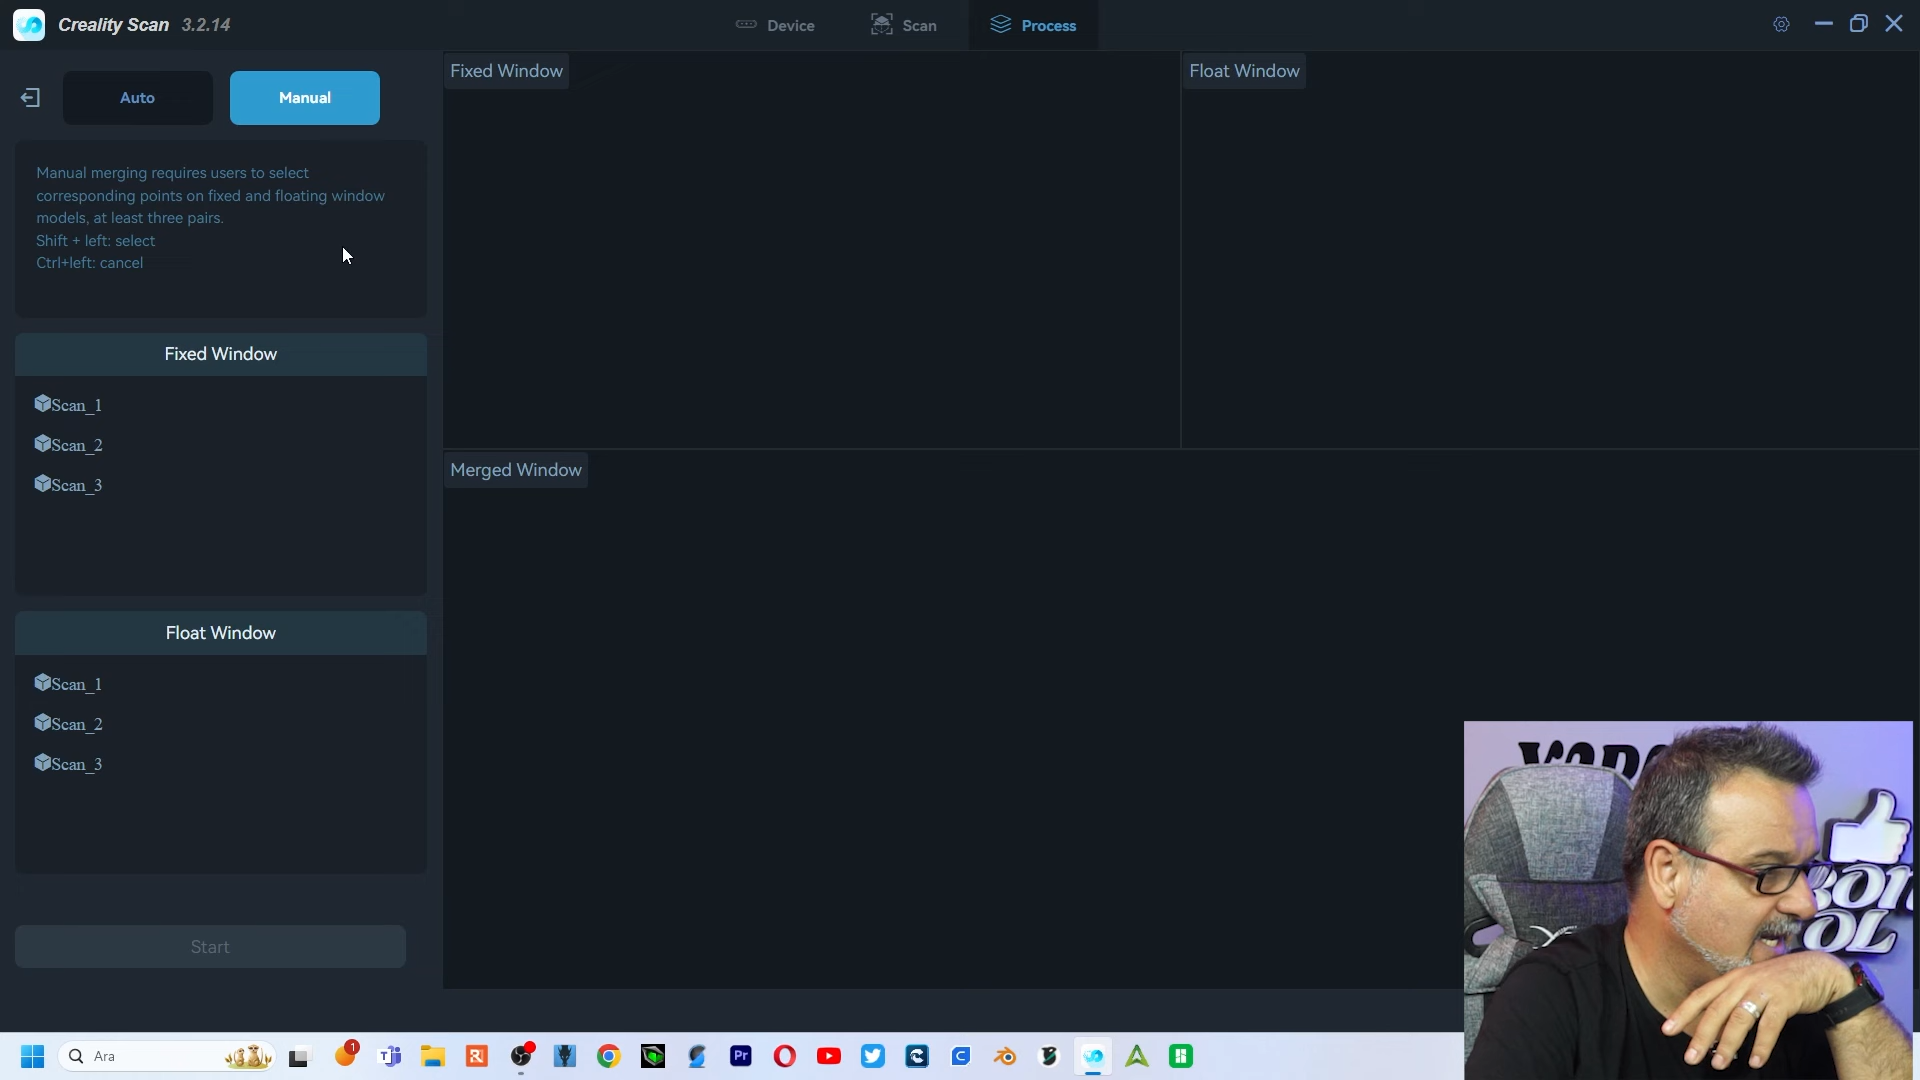 Creality Scan 3.2.14
Device
Scan
Process
Auto
Manual
Manual merging requires users to select
corresponding points on fixed and floating window
models, at least three pairs.
Shift + left: select
Ctrl+left: cancel
Fixed Window
Scan_1
Scan_2
Scan_3
Float Window
Scan_1
Scan_2
Scan_3
Start
Fixed Window
Float Window
Merged Window
Ara
1
Pr